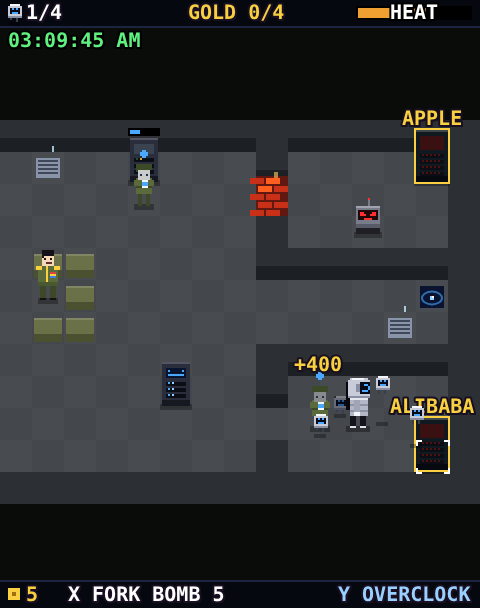 1/4 GOLD 0/4 HEAT
03:09:45 AM
APPLE
+400
ALIBABA
5 X FORK BOMB 5 Y OVERCLOCK